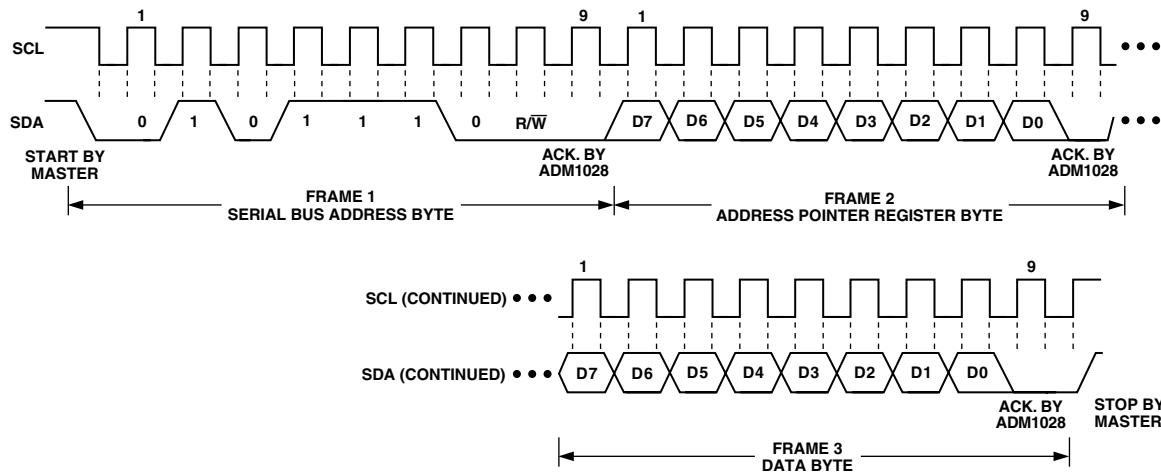 1 9 1 9
SCL
SDA 0 1 0 1 1 1 0 R/W D7 D6 D5 D4 D3 D2 D1 D0
START BY
MASTER
ACK. BY
ADM1028
ACK. BY
ADM1028
FRAME 1
SERIAL BUS ADDRESS BYTE
FRAME 2
ADDRESS POINTER REGISTER BYTE
1 9
SCL (CONTINUED)
SDA (CONTINUED) D7 D6 D5 D4 D3 D2 D1 D0
ACK. BY
ADM1028
STOP BY
MASTER
FRAME 3
DATA BYTE